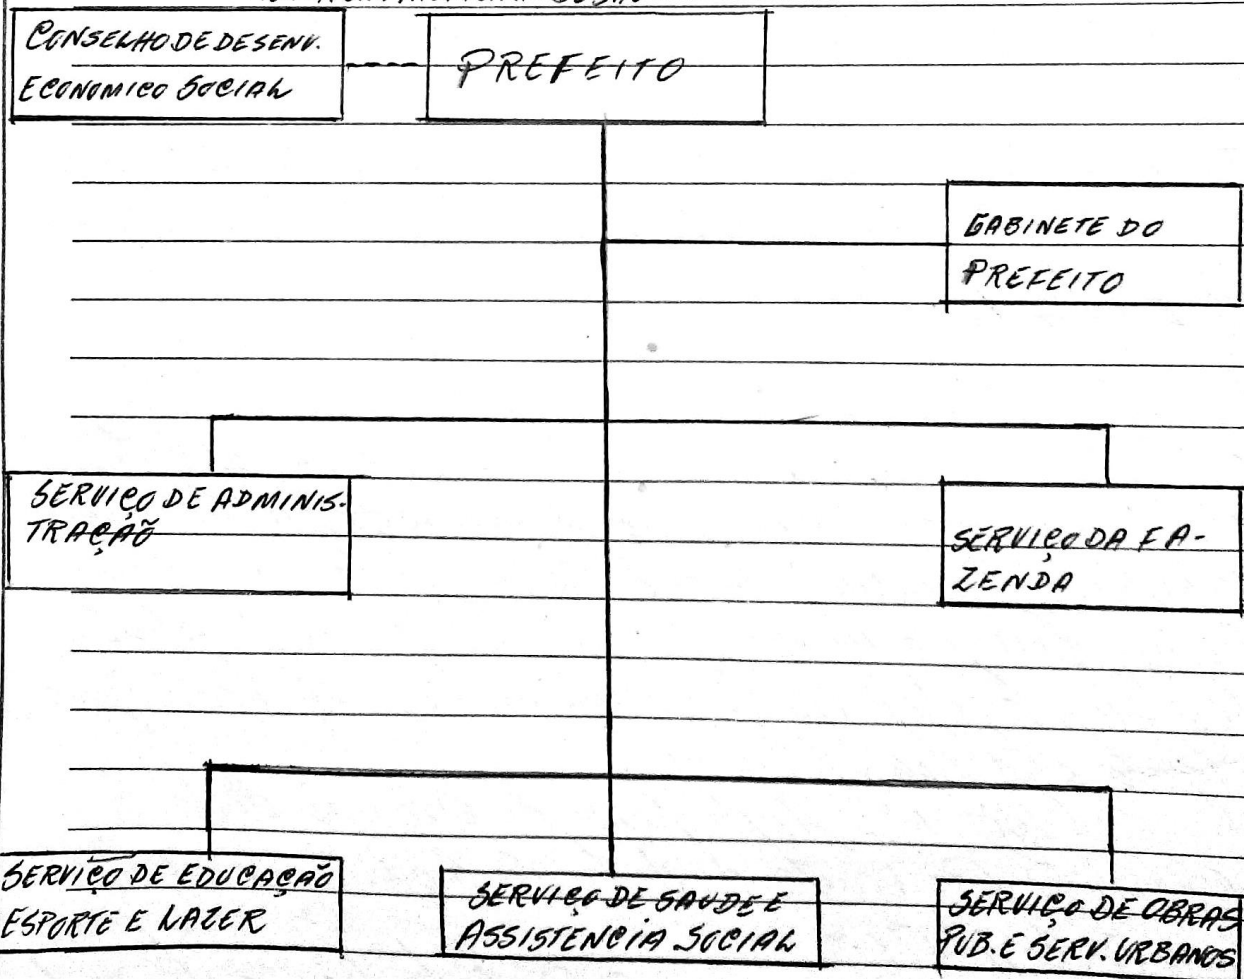 CONSELHO DE DESENV.
ECONOMICO SOCIAL
PREFEITO
GABINETE DO
PREFEITO
SERVIÇO DE ADMINIS-
TRAÇÃO
SERVIÇO DA FA-
ZENDA
SERVIÇO DE EDUCAÇÃO
ESPORTE E LAZER
SERVIÇO DE SAUDE E
ASSISTENCIA SOCIAL
SERVIÇO DE OBRAS
PUB. E SERV. URBANOS